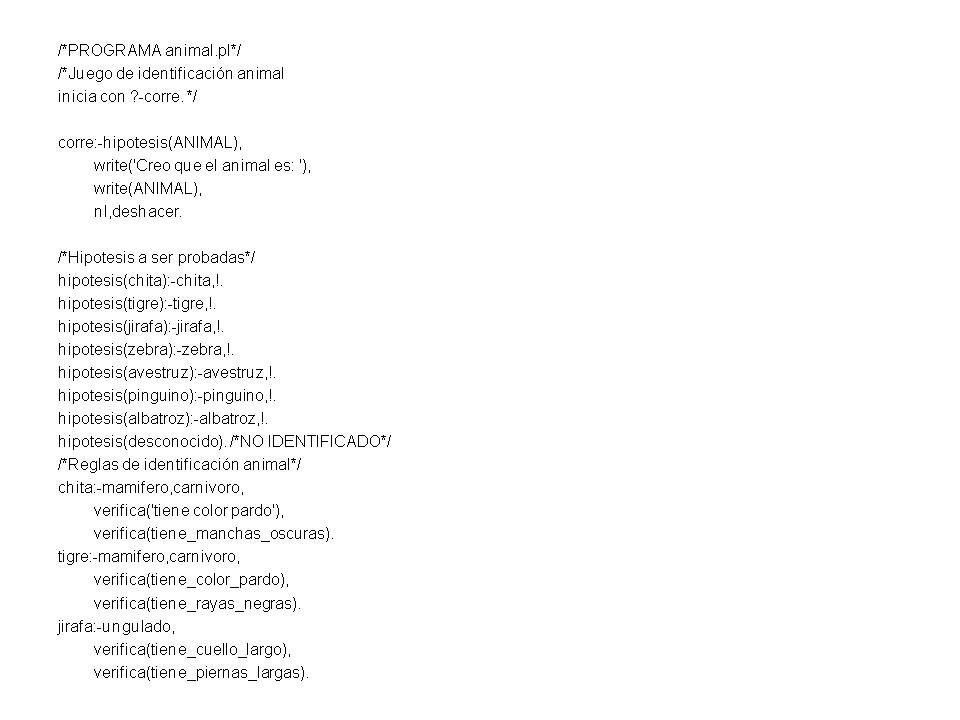 /*PROGRAMA animal.pl*/
/*Juego de identificación animal
inicia con ?-corre. */
corre:-hipotesis(ANIMAL),
write('Creo que el animal es: '),
write(ANIMAL),
nl,deshacer.
/*Hipotesis a ser probadas*/
hipotesis(chita):-chita,!.
hipotesis(tigre):-tigre,!.
hipotesis(jirafa):-jirafa,!.
hipotesis(zebra):-zebra,!.
hipotesis(avestruz):-avestruz,!.
hipotesis(pinguino):-pinguino,!.
hipotesis(albatroz):-albatroz,!.
hipotesis(desconocido). /*NO IDENTIFICADO*/
/*Reglas de identificación animal*/
chita:-mamifero,carnivoro,
verifica('tiene color pardo'),
verifica(tiene_manchas_oscuras).
tigre:-mamifero,carnivoro,
verifica(tiene_color_pardo),
verifica(tiene_rayas_negras).
jirafa:-ungulado,
verifica(tiene_cuello_largo),
verifica(tiene_piernas_largas).